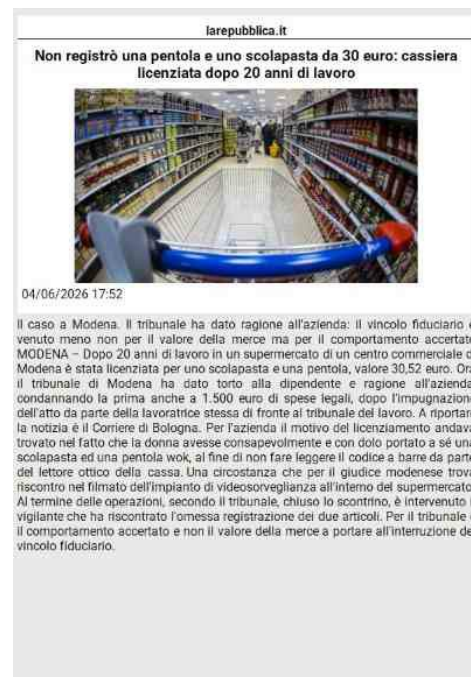 larepubblica.it
Non registrò una pentola e uno scolapasta da 30 euro: cassiera
licenziata dopo 20 anni di lavoro
04/06/2026 17:52
Il caso a Modena. Il tribunale ha dato ragione all'azienda: il vincolo fiduciario
venuto meno non per il valore della merce ma per il comportamento
MODENA – Dopo 20 anni di lavoro in un supermercato di un centro commerciale
Modena è stata licenziata per uno scolapasta e una pentola, valore 30,52 euro.
il tribunale di Modena ha dato torto alla dipendente e ragione all'azienda
condannando la prima anche a 1.500 euro di spese legali, dopo l'impugnazione
dell'atto da parte della lavoratrice stessa di fronte al tribunale del lavoro. A
la notizia è il Corriere di Bologna. Per l'azienda il motivo del licenziamento andava
trovato nel fatto che la donna avesse consapevolmente e con dolo portato a sé
scolapasta ed una pentola wok, al fine di non fare leggere il codice a barre da parte
del lettore ottico della cassa. Una circostanza che per il giudice modenese trova
riscontro nel filmato dell'impianto di videosorveglianza all'interno del supermercato
Al termine delle operazioni, secondo il tribunale, chiuso lo scontrino, è intervenuto
vigilante che ha riscontrato l'omessa registrazione dei due articoli. Per il tribunale
il comportamento accertato e non il valore della merce a portare all'interruzione
vincolo fiduciario.